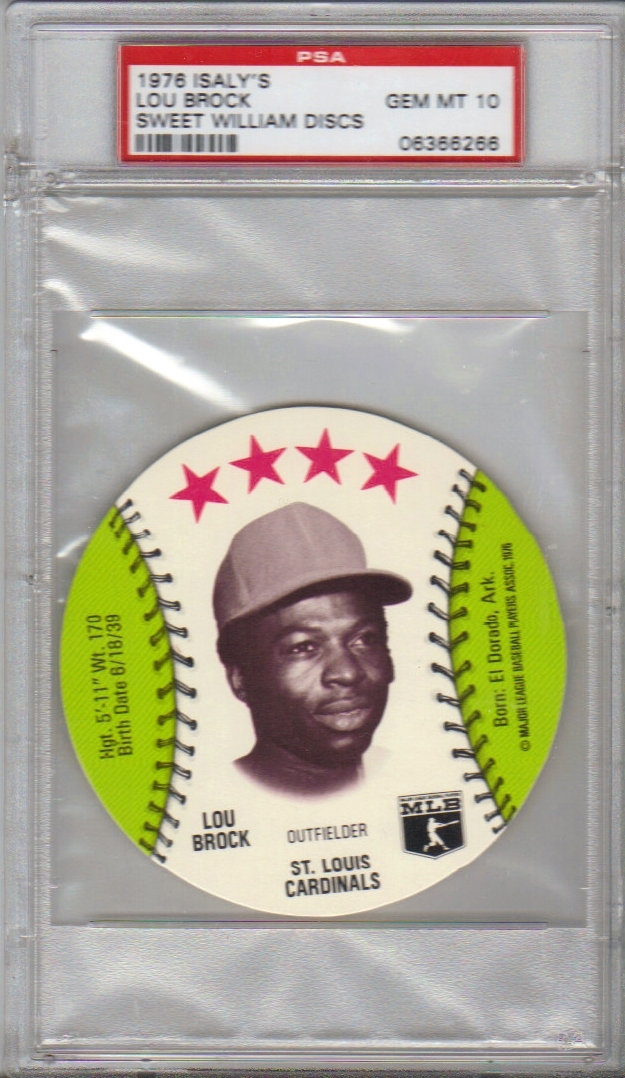 PSA
1976 ISALY'S
LOU BROCK GEM MT 10
SWEET WILLIAM DISCS
06366266
Hgt. 5'-11" Wt. 170
Birth Date 6/18/39
Born: El Dorado, Ark.
© MAJOR LEAGUE BASEBALL PLAYERS ASSOC. 1976
LOU
BROCK
OUTFIELDER
MLB
ST. LOUIS
CARDINALS